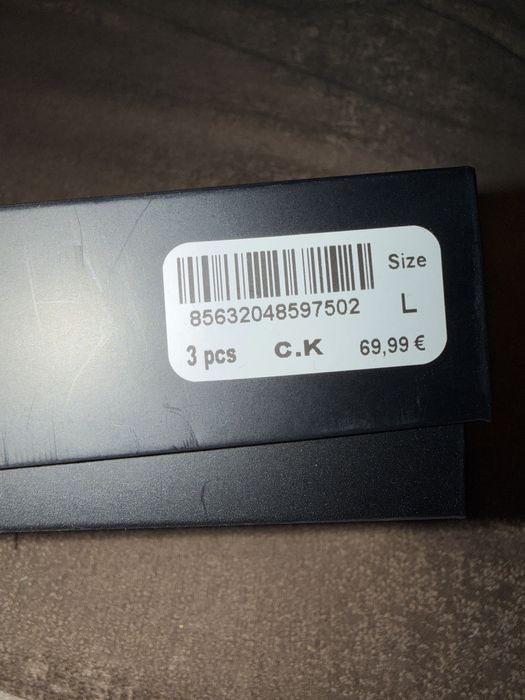 Size
85632048597502 L
3 pcs C.K 69,99 €